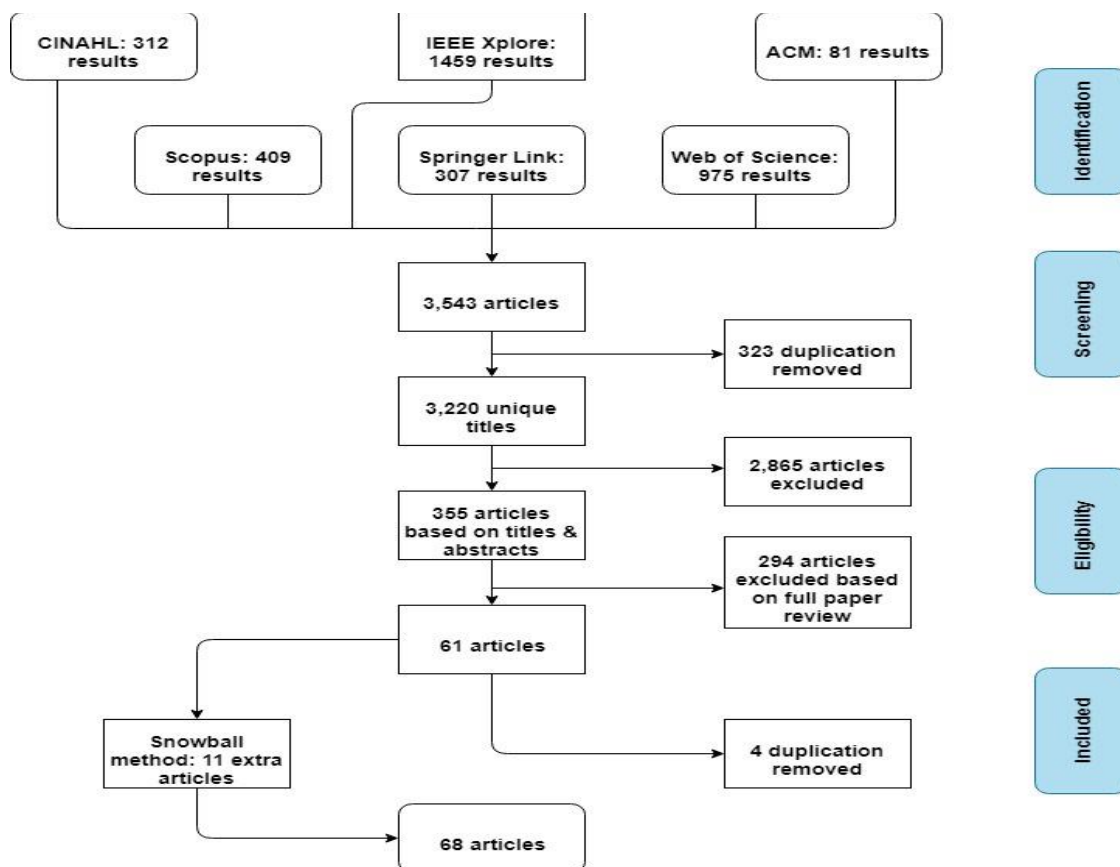 CINAHL: 312
results
IEEE Xplore:
1459 results
ACM: 81 results
Scopus: 409
results
Springer Link:
307 results
Web of Science:
975 results
Identification
3,543 articles
Screening
323 duplication
removed
3,220 unique
titles
2,865 articles
excluded
355 articles
based on titles &
abstracts
Eligibility
294 articles
excluded based
on full paper
review
61 articles
Snowball
method: 11 extra
articles
4 duplication
removed
Included
68 articles